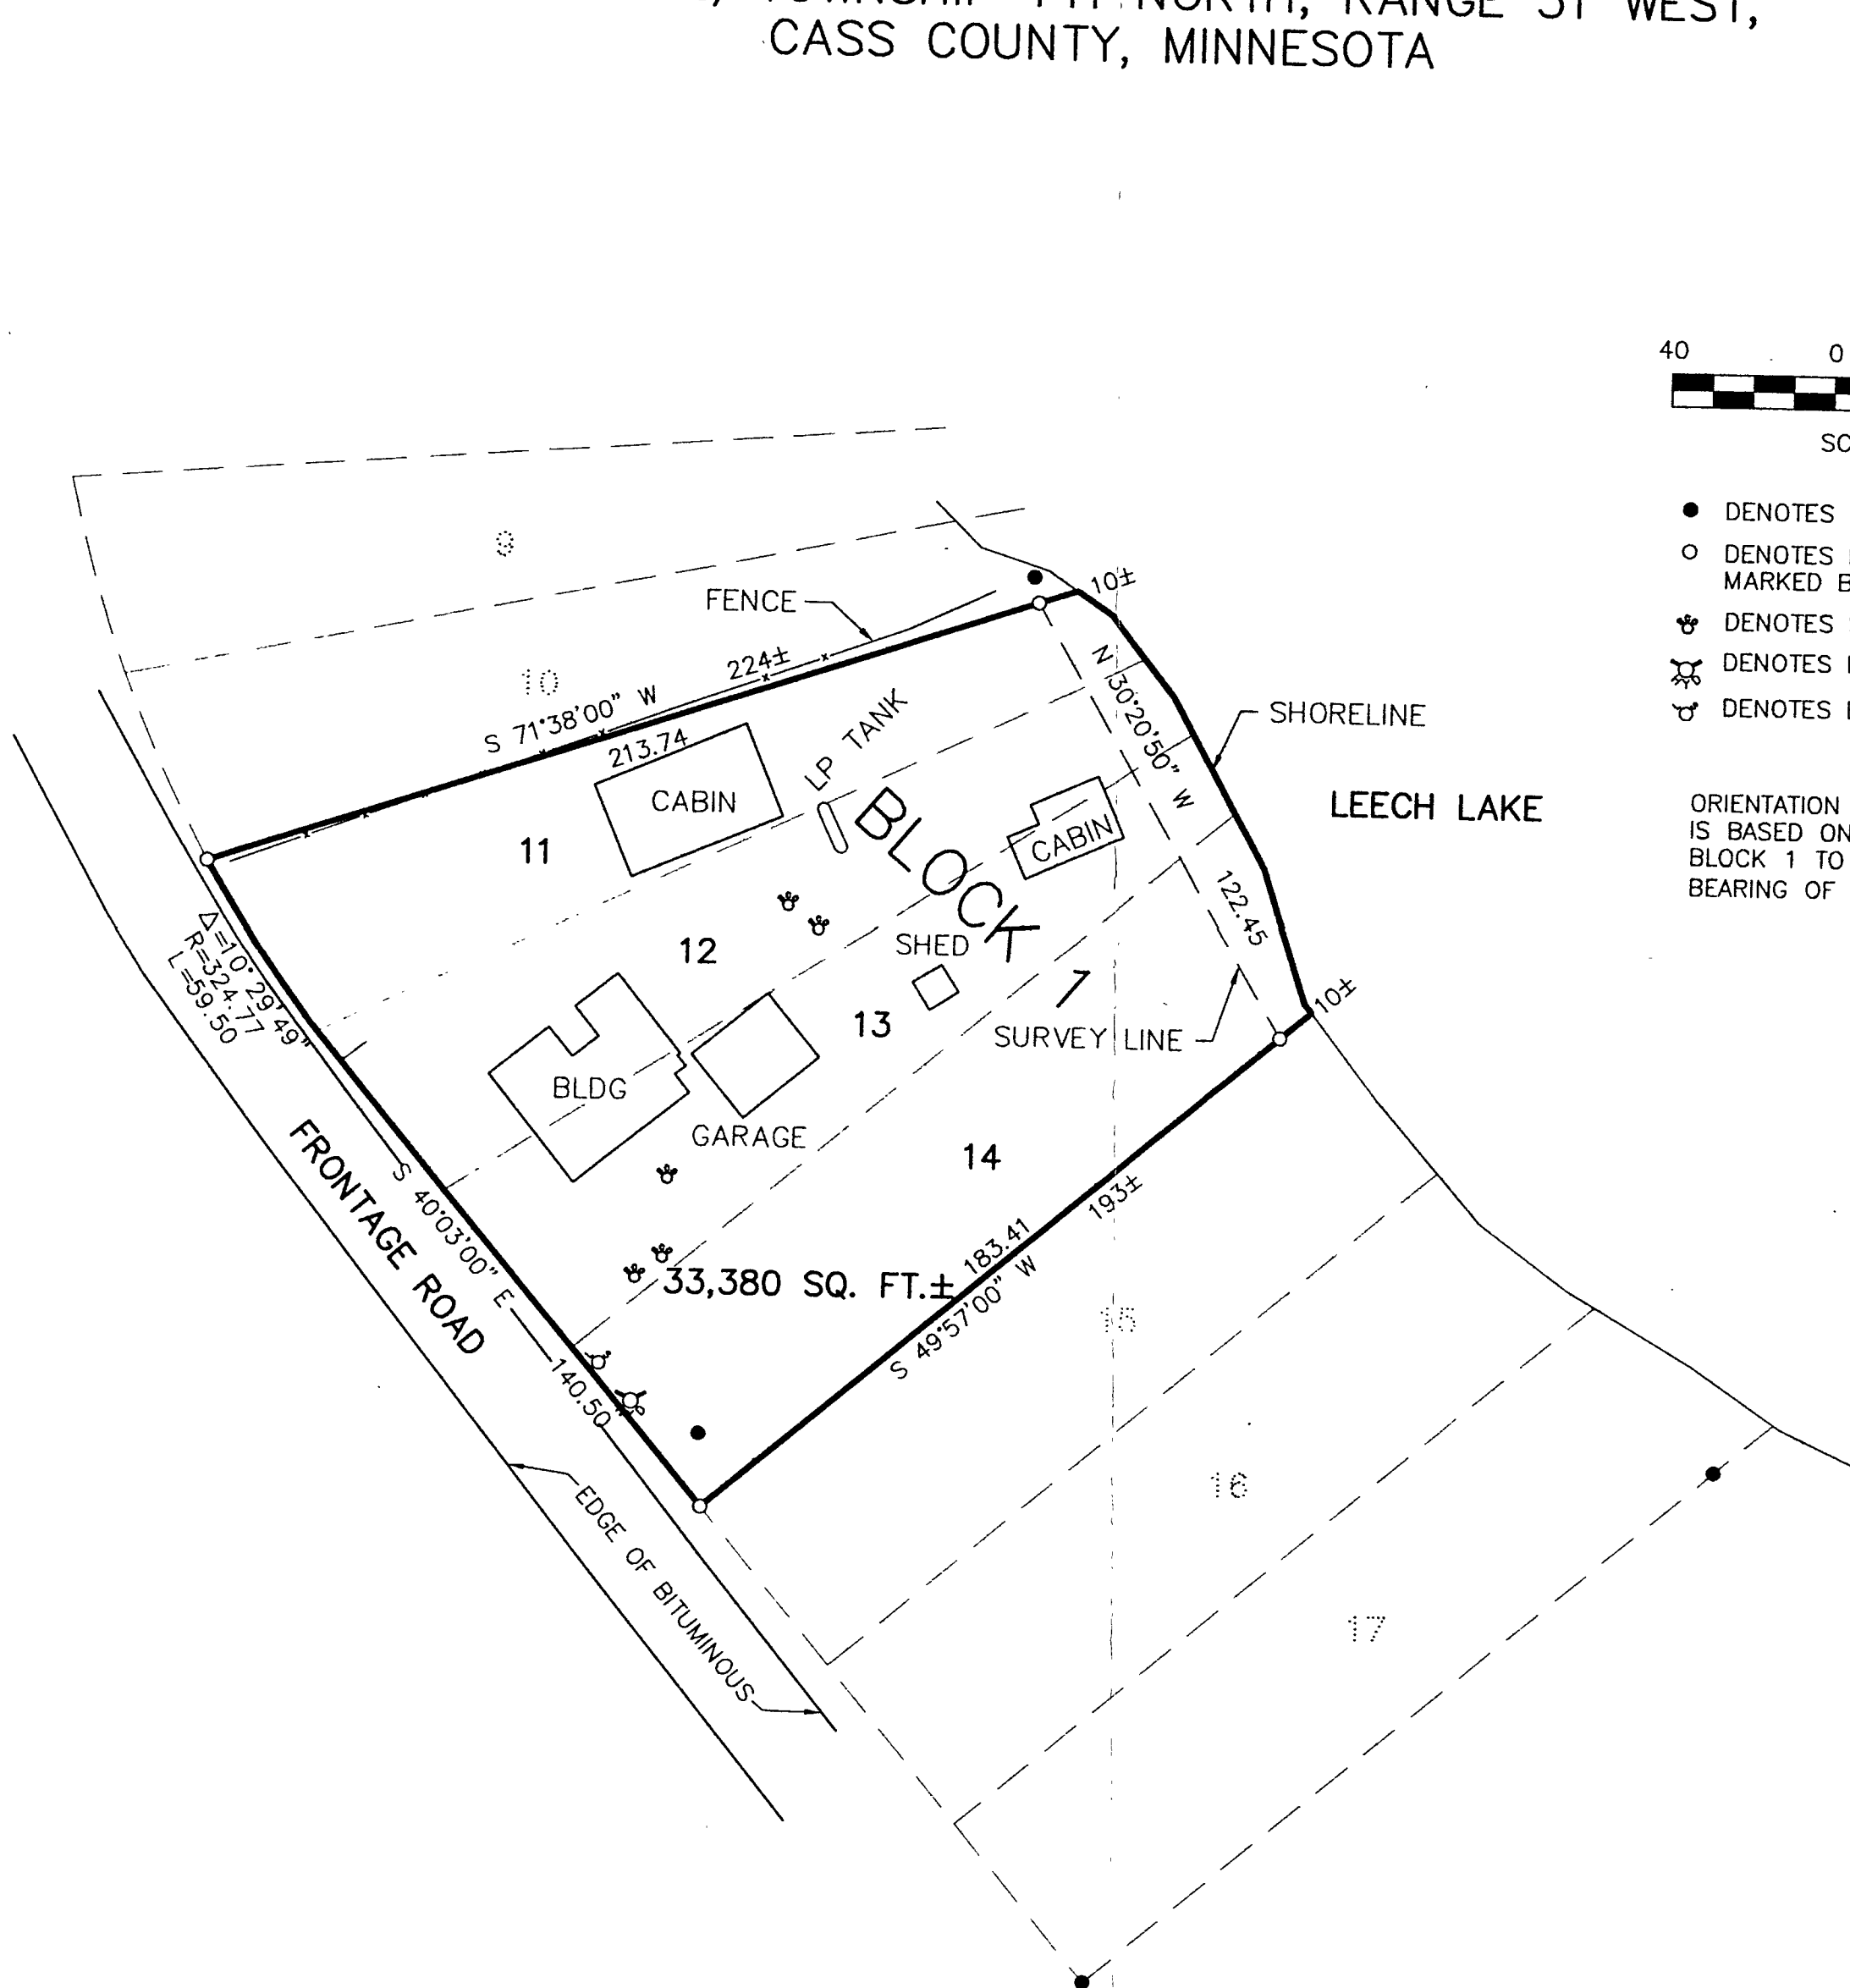 NORTH, RANGE 31 WEST,
CASS COUNTY, MINNESOTA
40 0
DENOTES
DENOTES
MARKED
DENOTES
DENOTES
DENOTES
ORIENTATION
IS BASED ON
BLOCK 1 TO
BEARING OF
9
10
FENCE
10±
224±
S 71°38'00" W
213.74
LP TANK
CABIN
11
BLOCK 1
CABIN
N 30°20'50" W
122.45
SHORELINE
LEECH LAKE
12
SHED
13
SURVEY LINE
10±
Δ=10°29'49"
R=324.77
L=59.50
BLDG
GARAGE
14
FRONTAGE ROAD
S 40°03'00" E
140.50
33,380 SQ. FT.±
193±
183.41
S 49°57'00" W
15
16
17
EDGE OF BITUMINOUS